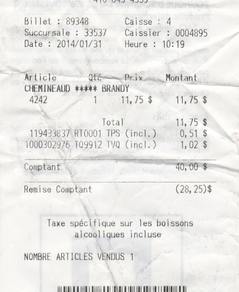 Billet : 89348 Caisse : 4
Succursale : 33537 Caissier : 0004895
Date : 2014/01/31 Heure : 10:19
Article Qté Prix Montant
CHEMINEAUD ***** BRANDY
4242 1 11,75 $ 11,75 $
Total 11,75 $
119433837 RT0001 TPS (incl.) 0,51 $
1000302976 TQ9912 TVQ (incl.) 1,02 $
Comptant 40,00 $
Remise Comptant (28,25)$
Taxe spécifique sur les boissons
alcooliques incluse
NOMBRE ARTICLES VENDUS 1